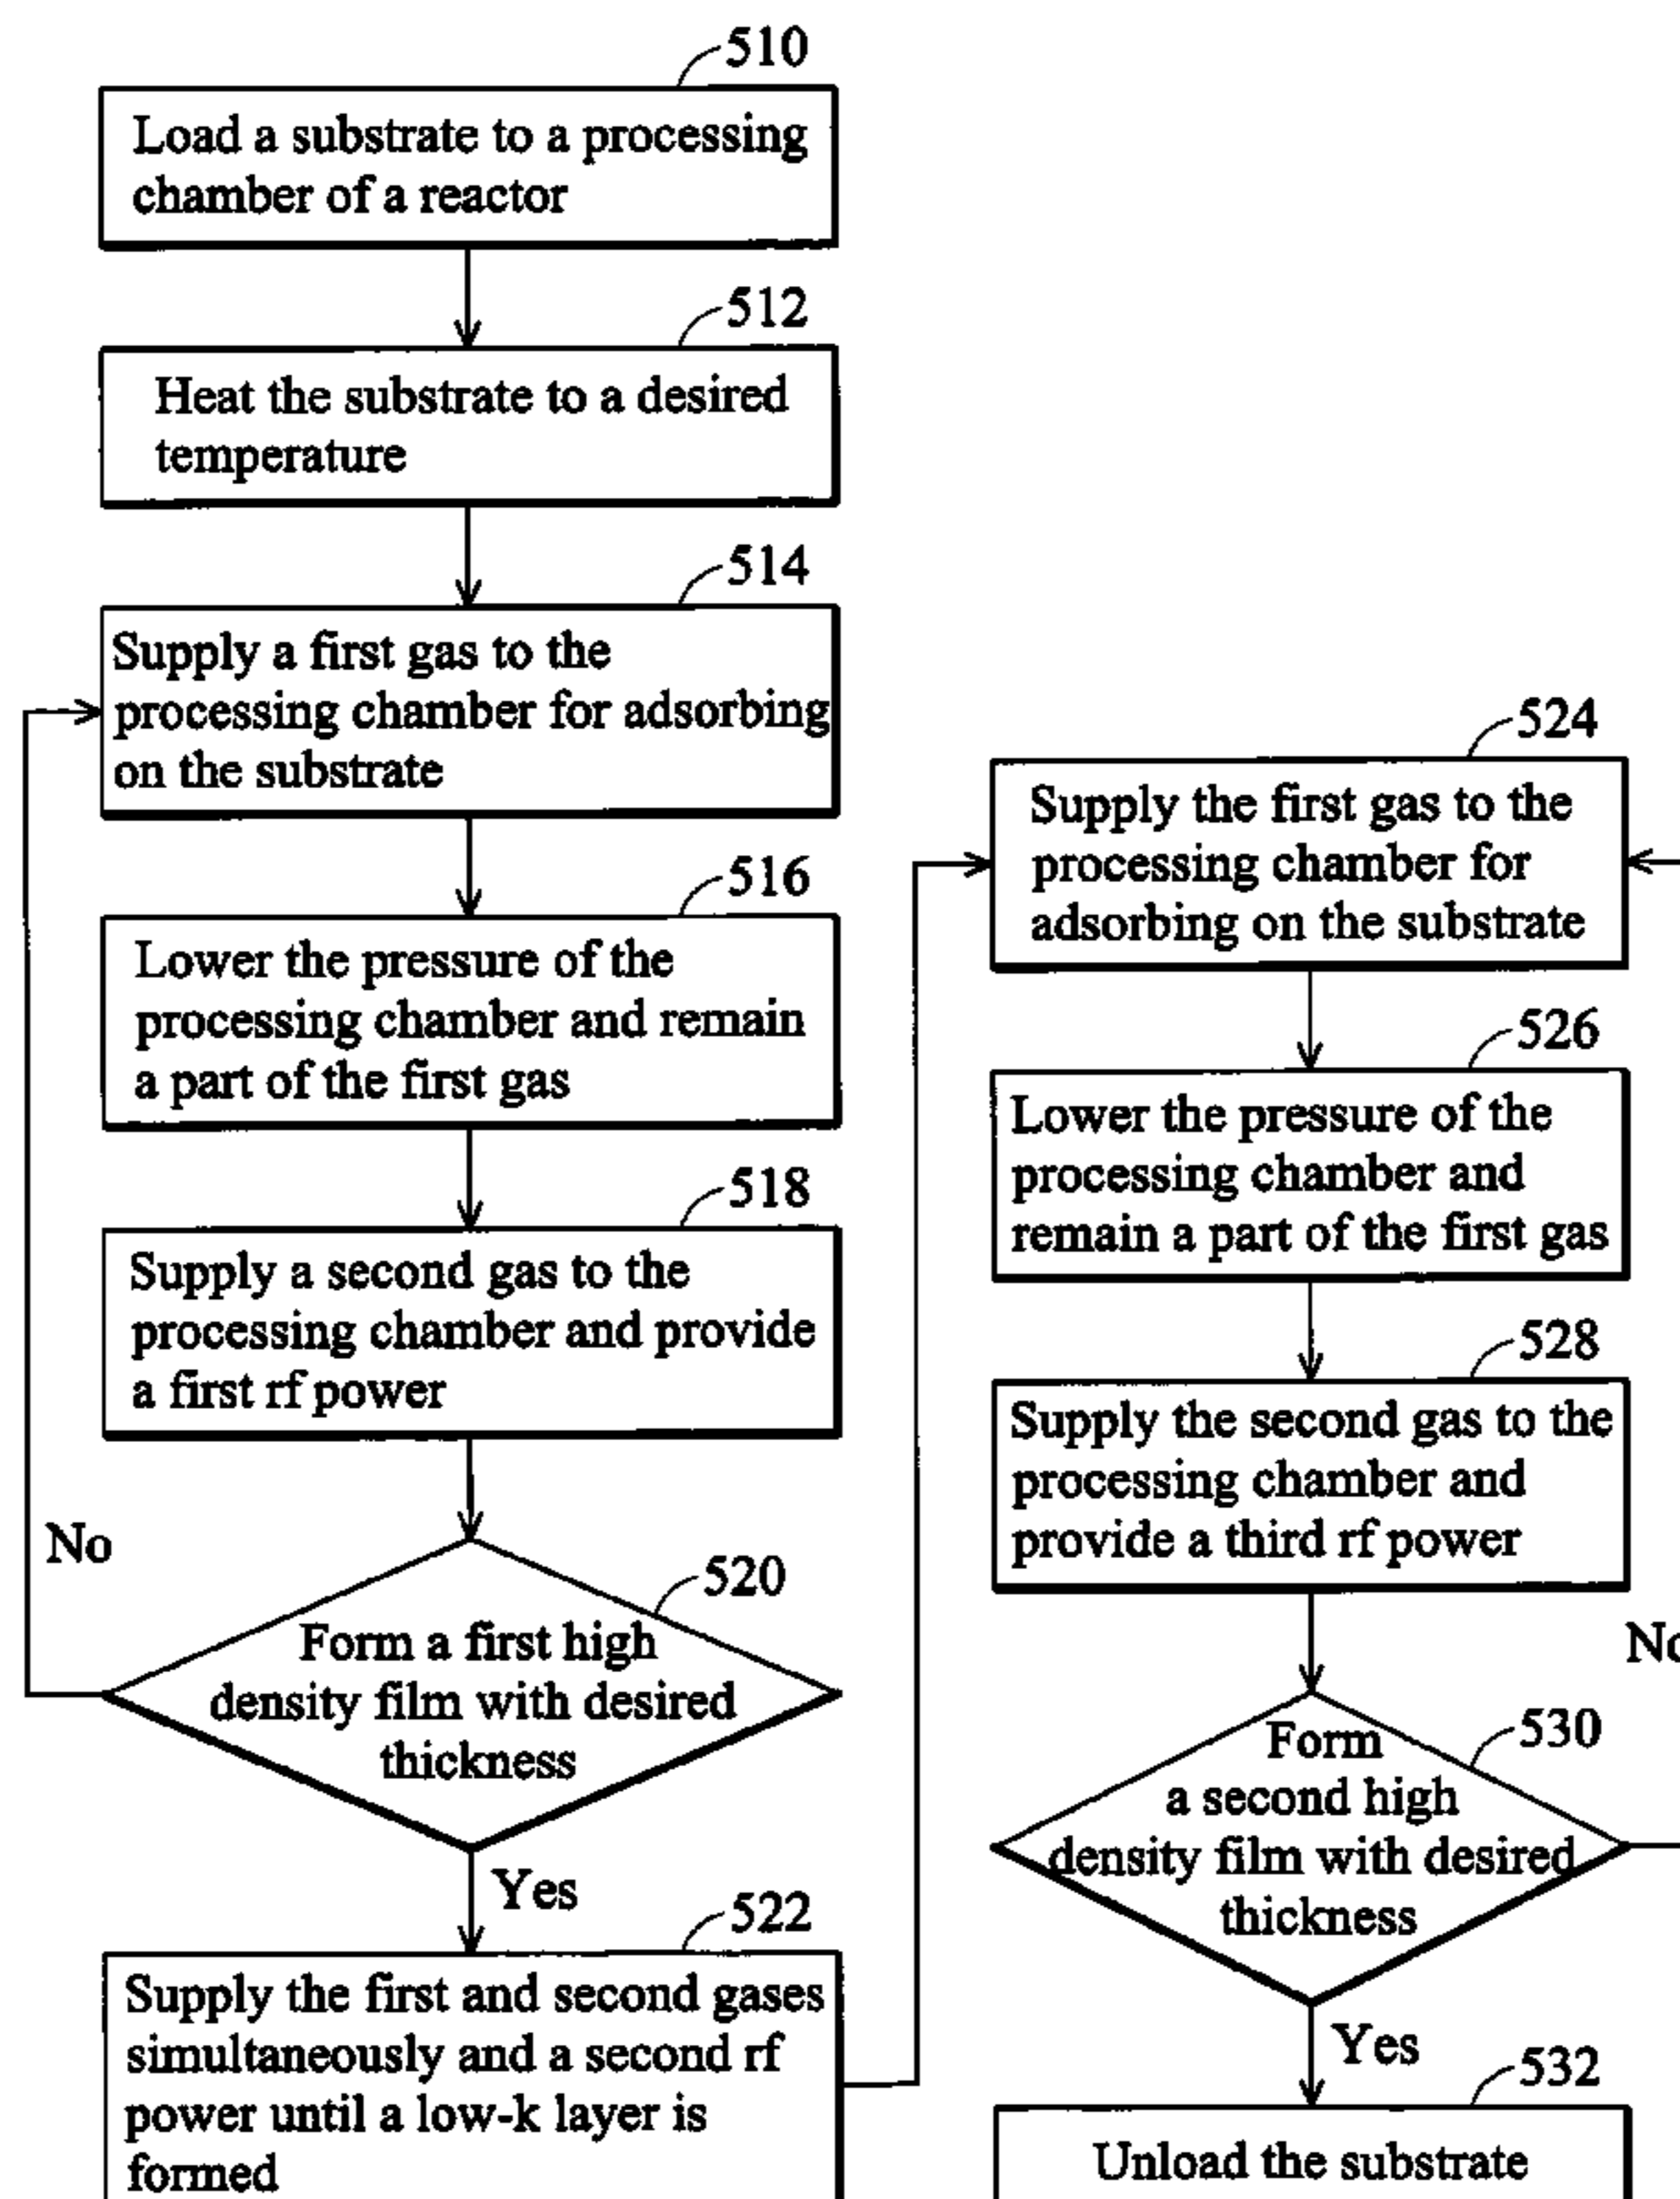 510
Load a substrate to a processing
chamber of a reactor
512
Heat the substrate to a desired
temperature
514
Supply a first gas to the
processing chamber for adsorbing
on the substrate
516
Lower the pressure of the
processing chamber and remain
a part of the first gas
518
Supply a second gas to the
processing chamber and provide
a first rf power
No
520
Form a first high
density film with desired
thickness
Yes
522
Supply the first and second gases
simultaneously and a second rf
power until a low-k layer is
formed
524
Supply the first gas to the
processing chamber for
adsorbing on the substrate
526
Lower the pressure of the
processing chamber and
remain a part of the first gas
528
Supply the second gas to the
processing chamber and
provide a third rf power
No
530
Form
a second high
density film with desired
thickness
Yes
532
Unload the substrate